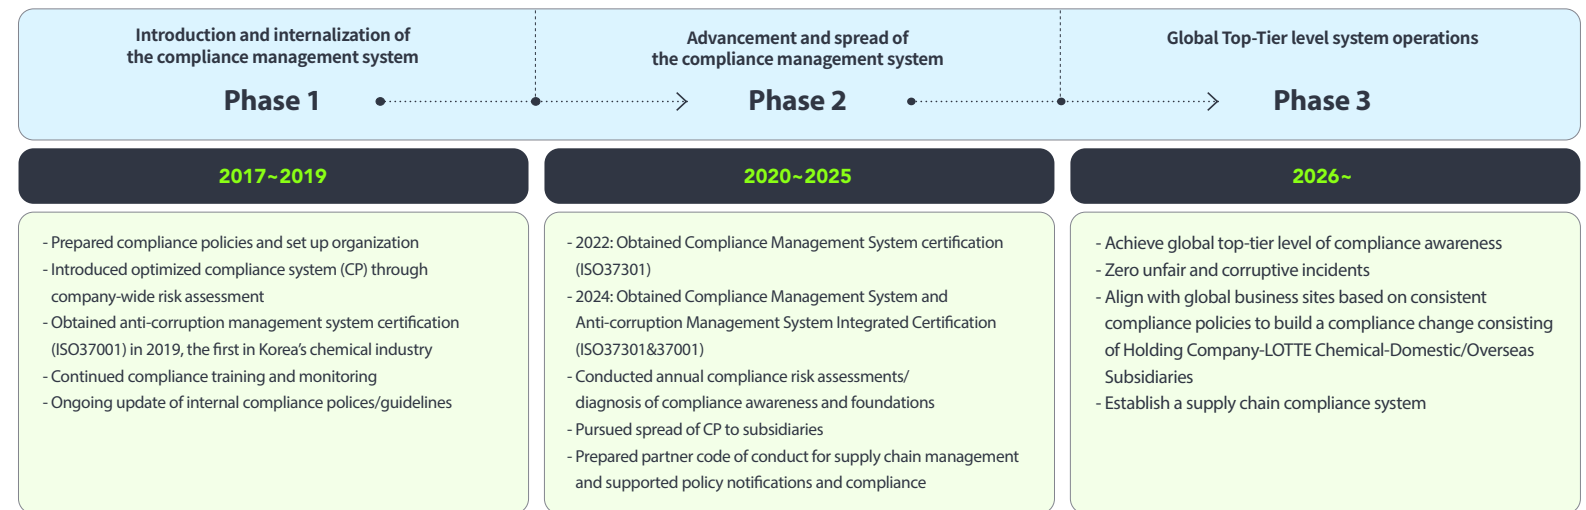 Introduction and internalization of
the compliance management system
Phase 1
Advancement and spread of
the compliance management system
Phase 2
Global Top-Tier level system operations
Phase 3
2017~2019
- Prepared compliance policies and set up organization
- Introduced optimized compliance system (CP) through
company-wide risk assessment
- Obtained anti-corruption management system certification
(ISO37001) in 2019, the first in Korea's chemical industry
- Continued compliance training and monitoring
- Ongoing update of internal compliance polices/guidelines
2020~2025
- 2022: Obtained Compliance Management System certification
(ISO37301)
- 2024: Obtained Compliance Management System and
Anti-corruption Management System Integrated Certification
(ISO37301&37001)
- Conducted annual compliance risk assessments/
diagnosis of compliance awareness and foundations
- Pursued spread of CP to subsidiaries
- Prepared partner code of conduct for supply chain management
and supported policy notifications and compliance
2026~
- Achieve global top-tier level of compliance awareness
- Zero unfair and corruptive incidents
- Align with global business sites based on consistent
compliance policies to build a compliance change consisting
of Holding Company-LOTTE Chemical-Domestic/Overseas
Subsidiaries
- Establish a supply chain compliance system